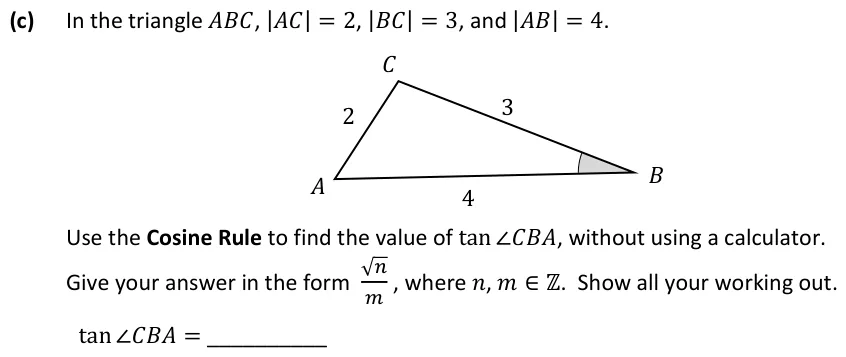 (c) In the triangle ABC, |AC| = 2, |BC| = 3, and |AB| = 4.
C
2
3
A
B
4
Use the Cosine Rule to find the value of tan ∠CBA, without using a calculator.
Give your answer in the form √n/m, where n, m ∈ ℤ. Show all your working out.
tan ∠CBA = __________